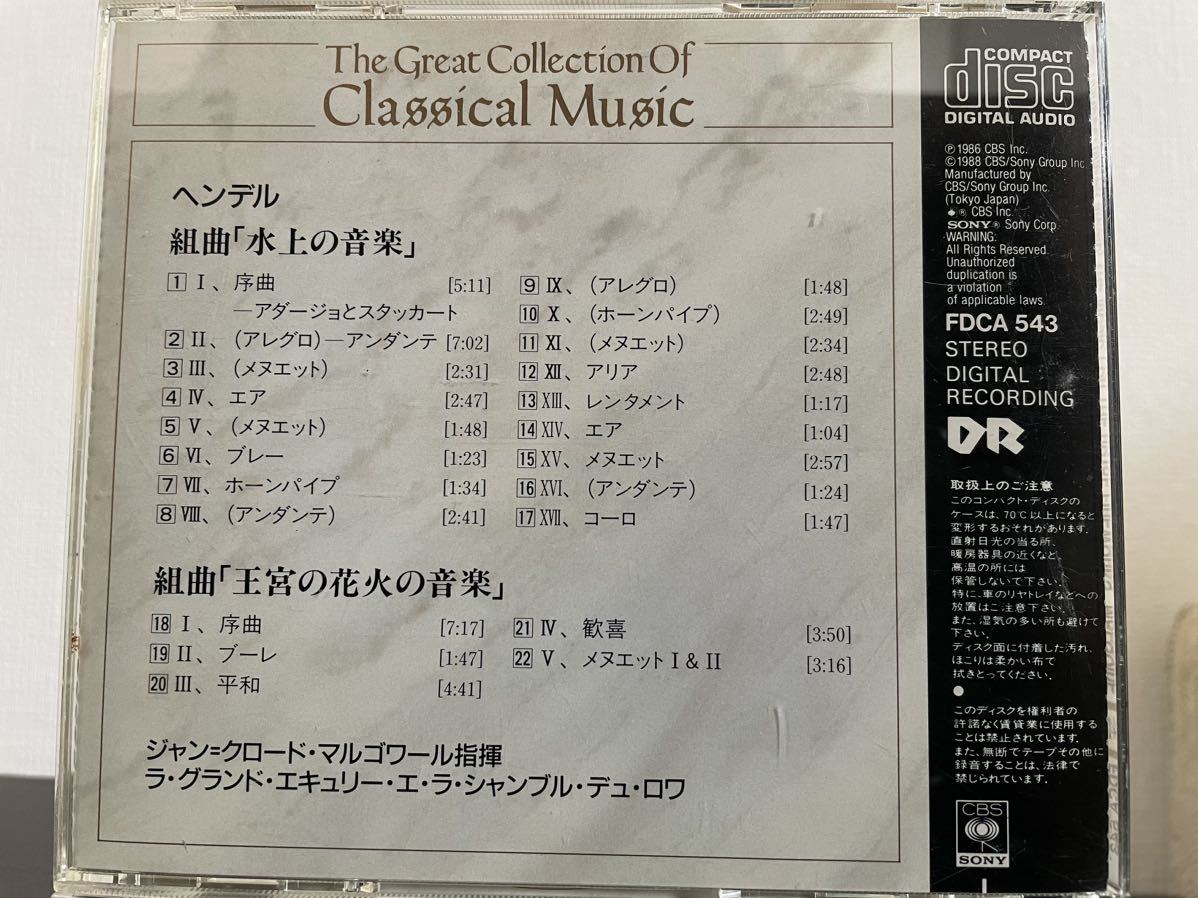 The Great Collection Of
Classical Music
ヘンデル
組曲「水上の音楽」
1 I、序曲 [5:11]
—アダージョとスタッカート
2 II、(アレグロ)—アンダンテ [7:02]
3 III、(メヌエット) [2:31]
4 IV、エア [2:47]
5 V、(メヌエット) [1:48]
6 VI、ブレー [1:23]
7 VII、ホーンパイプ [1:34]
8 VIII、(アンダンテ) [2:41]
9 IX、(アレグロ) [1:48]
10 X、(ホーンパイプ) [2:49]
11 XI、(メヌエット) [2:34]
12 XII、アリア [2:48]
13 XIII、レンタメント [1:17]
14 XIV、エア [1:04]
15 XV、メヌエット [2:57]
16 XVI、(アンダンテ) [1:24]
17 XVII、コーロ [1:47]
組曲「王宮の花火の音楽」
18 I、序曲 [7:17]
19 II、ブーレ [1:47]
20 III、平和 [4:41]
21 IV、歓喜 [3:50]
22 V、メヌエットI&II [3:16]
ジャン=クロード・マルゴワール指揮
ラ・グランド・エキュリー・エ・ラ・シャンブル・デュ・ロワ
COMPACT
disc
DIGITAL AUDIO
℗1986 CBS Inc.
©1988 CBS/Sony Group Inc.
Manufactured by
CBS/Sony Group Inc.
(Tokyo Japan)
® CBS Inc.
SONY® Sony Corp.
WARNING:
All Rights Reserved.
Unauthorized
duplication is
a violation
of applicable laws.
FDCA 543
STEREO
DIGITAL
RECORDING
DR
取扱上のご注意
このコンパクト・ディスクの
ケースは、70℃以上になると
変形するおそれがあります。
直射日光の当る所、
暖房器具の近くなど、
高温の所には
保管しないで下さい。
特に、車のリヤトレイなどへの
放置はご注意下さい。
また、湿気の多い所も避けて
下さい。
ディスク面に付着した汚れ、
ほこりは柔かい布で
拭きとってください。
●
このディスクを権利者の
許諾なく賃貸業に使用する
ことは禁止されています。
また、無断でテープその他に
録音することは、法律で
禁じられています。
CBS
SONY